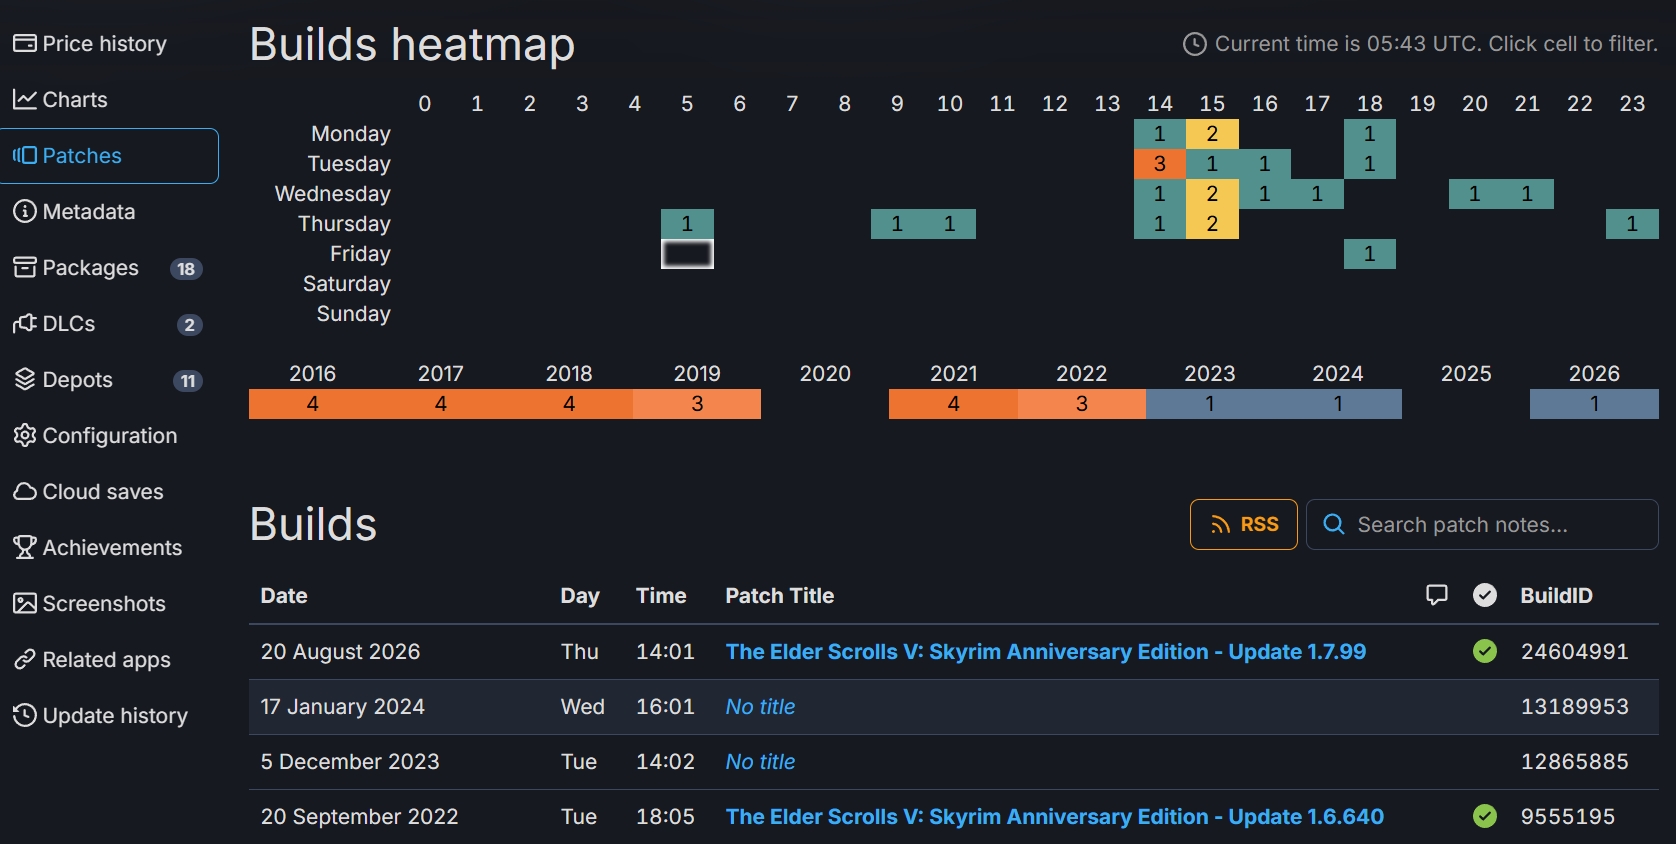 Price history
Charts
Patches
Metadata
Packages 18
DLCs 2
Depots 11
Configuration
Cloud saves
Achievements
Screenshots
Related apps
Update history
Builds heatmap
Current time is 05:43 UTC. Click cell to filter.
0 1 2 3 4 5 6 7 8 9 10 11 12 13 14 15 16 17 18 19 20 21 22 23
Monday 1 2 1
Tuesday 3 1 1 1
Wednesday 1 2 1 1 1 1
Thursday 1 1 1 1 2 1
Friday 1
Saturday
Sunday
2016 2017 2018 2019 2020 2021 2022 2023 2024 2025 2026
4 4 4 3 4 3 1 1 1
Builds
RSS
Search patch notes...
Date Day Time Patch Title BuildID
20 August 2026 Thu 14:01 The Elder Scrolls V: Skyrim Anniversary Edition - Update 1.7.99 24604991
17 January 2024 Wed 16:01 No title 13189953
5 December 2023 Tue 14:02 No title 12865885
20 September 2022 Tue 18:05 The Elder Scrolls V: Skyrim Anniversary Edition - Update 1.6.640 9555195